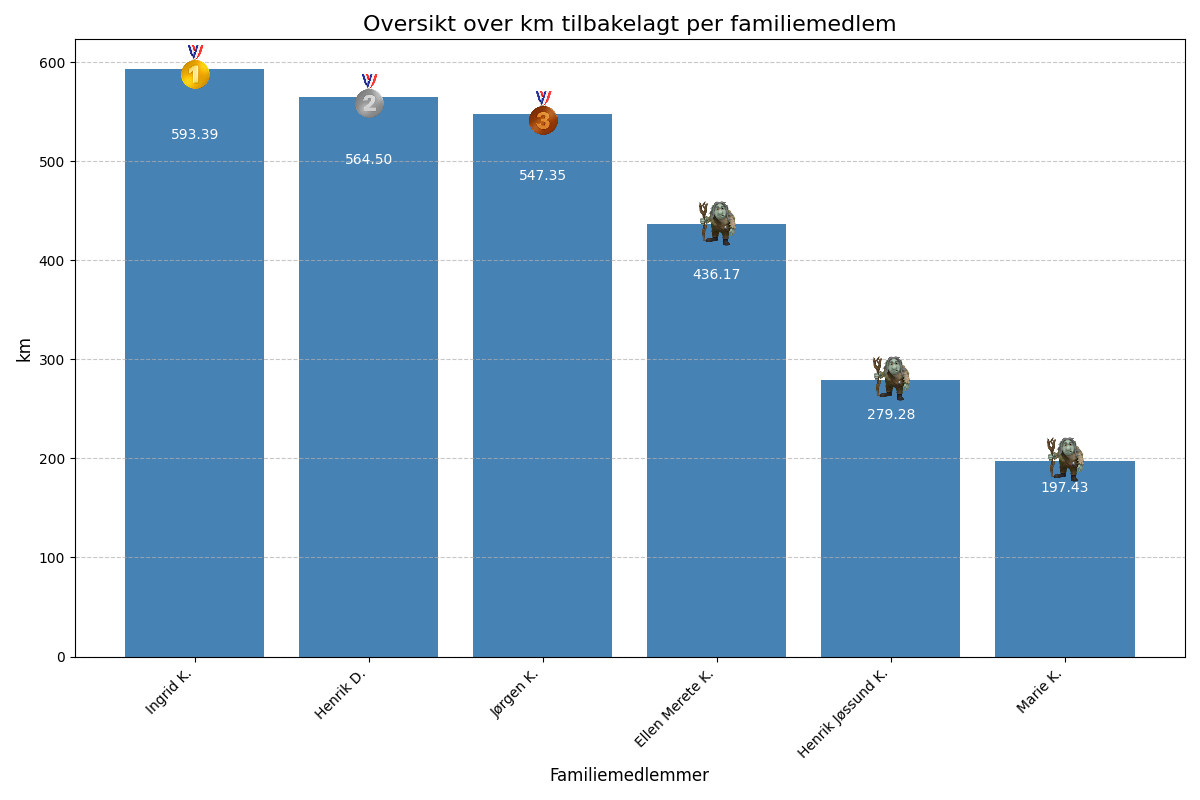 Oversikt over km tilbakelagt per familiemedlem
km
600
500
400
300
200
100
0
1
2
3
593.39
564.50
547.35
436.17
279.28
197.43
Ingrid K.
Henrik D.
Jørgen K.
Ellen Merete K.
Henrik Jøssund K.
Marie K.
Familiemedlemmer